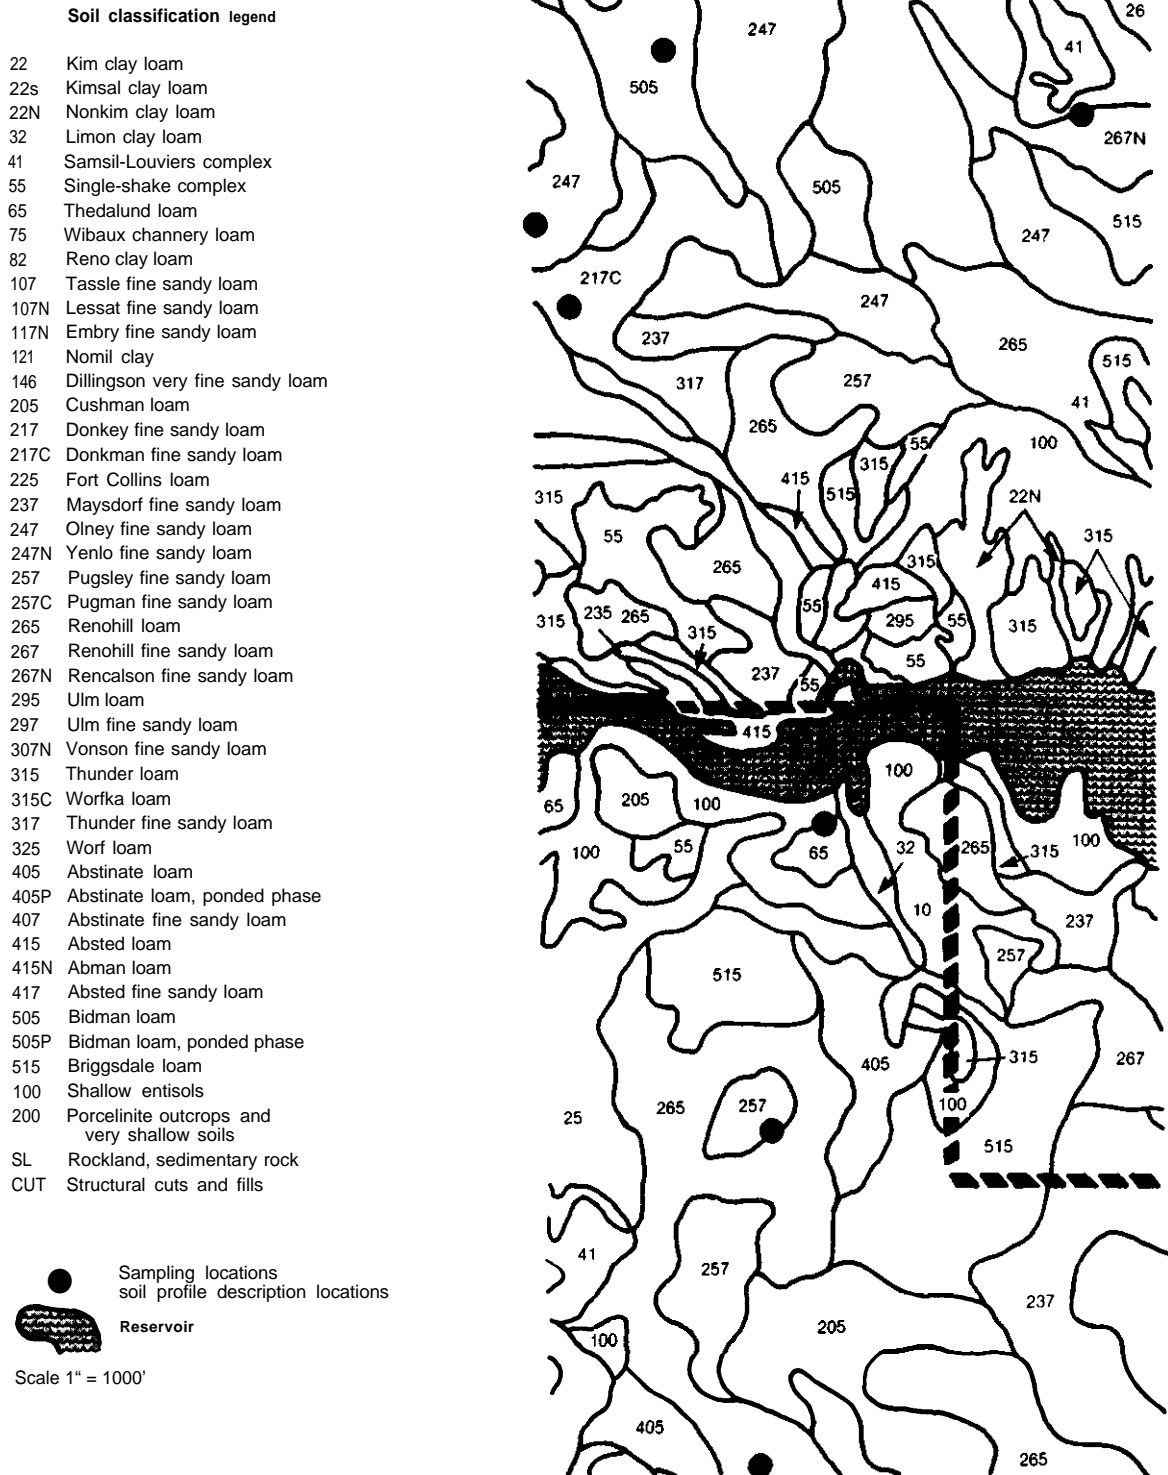 Soil classification legend
22 Kim clay loam
22s Kimsal clay loam
22N Nonkim clay loam
32 Limon clay loam
41 Samsil-Louviers complex
55 Single-shake complex
65 Thedalund loam
75 Wibaux channery loam
82 Reno clay loam
107 Tassle fine sandy loam
107N Lessat fine sandy loam
117N Embry fine sandy loam
121 Nomil clay
146 Dillingson very fine sandy loam
205 Cushman loam
217 Donkey fine sandy loam
217C Donkman fine sandy loam
225 Fort Collins loam
237 Maysdorf fine sandy loam
247 Olney fine sandy loam
247N Yenlo fine sandy loam
257 Pugsley fine sandy loam
257C Pugman fine sandy loam
265 Renohill loam
267 Renohill fine sandy loam
267N Rencalson fine sandy loam
295 Ulm loam
297 Ulm fine sandy loam
307N Vonson fine sandy loam
315 Thunder loam
315C Worfka loam
317 Thunder fine sandy loam
325 Worf loam
405 Abstinate loam
405P Abstinate loam, ponded phase
407 Abstinate fine sandy loam
415 Absted loam
415N Abman loam
417 Absted fine sandy loam
505 Bidman loam
505P Bidman loam, ponded phase
515 Briggsdale loam
100 Shallow entisols
200 Porcelinite outcrops and
very shallow soils
SL Rockland, sedimentary rock
CUT Structural cuts and fills
Sampling locations
soil profile description locations
Reservoir
Scale 1“ = 1000’
26
247
41
505
267N
247
505
515
247
217C
247
237
265
515
317
257
41
265
55
100
315
415
315
515
22N
315
55
315
265
315
415
235
265
55
295
55
315
315
315
55
237
55
415
100
65
205
100
100
55
65
32
265
315
100
10
237
257
515
405
315
267
25
265
257
100
515
41
257
237
100
205
405
265